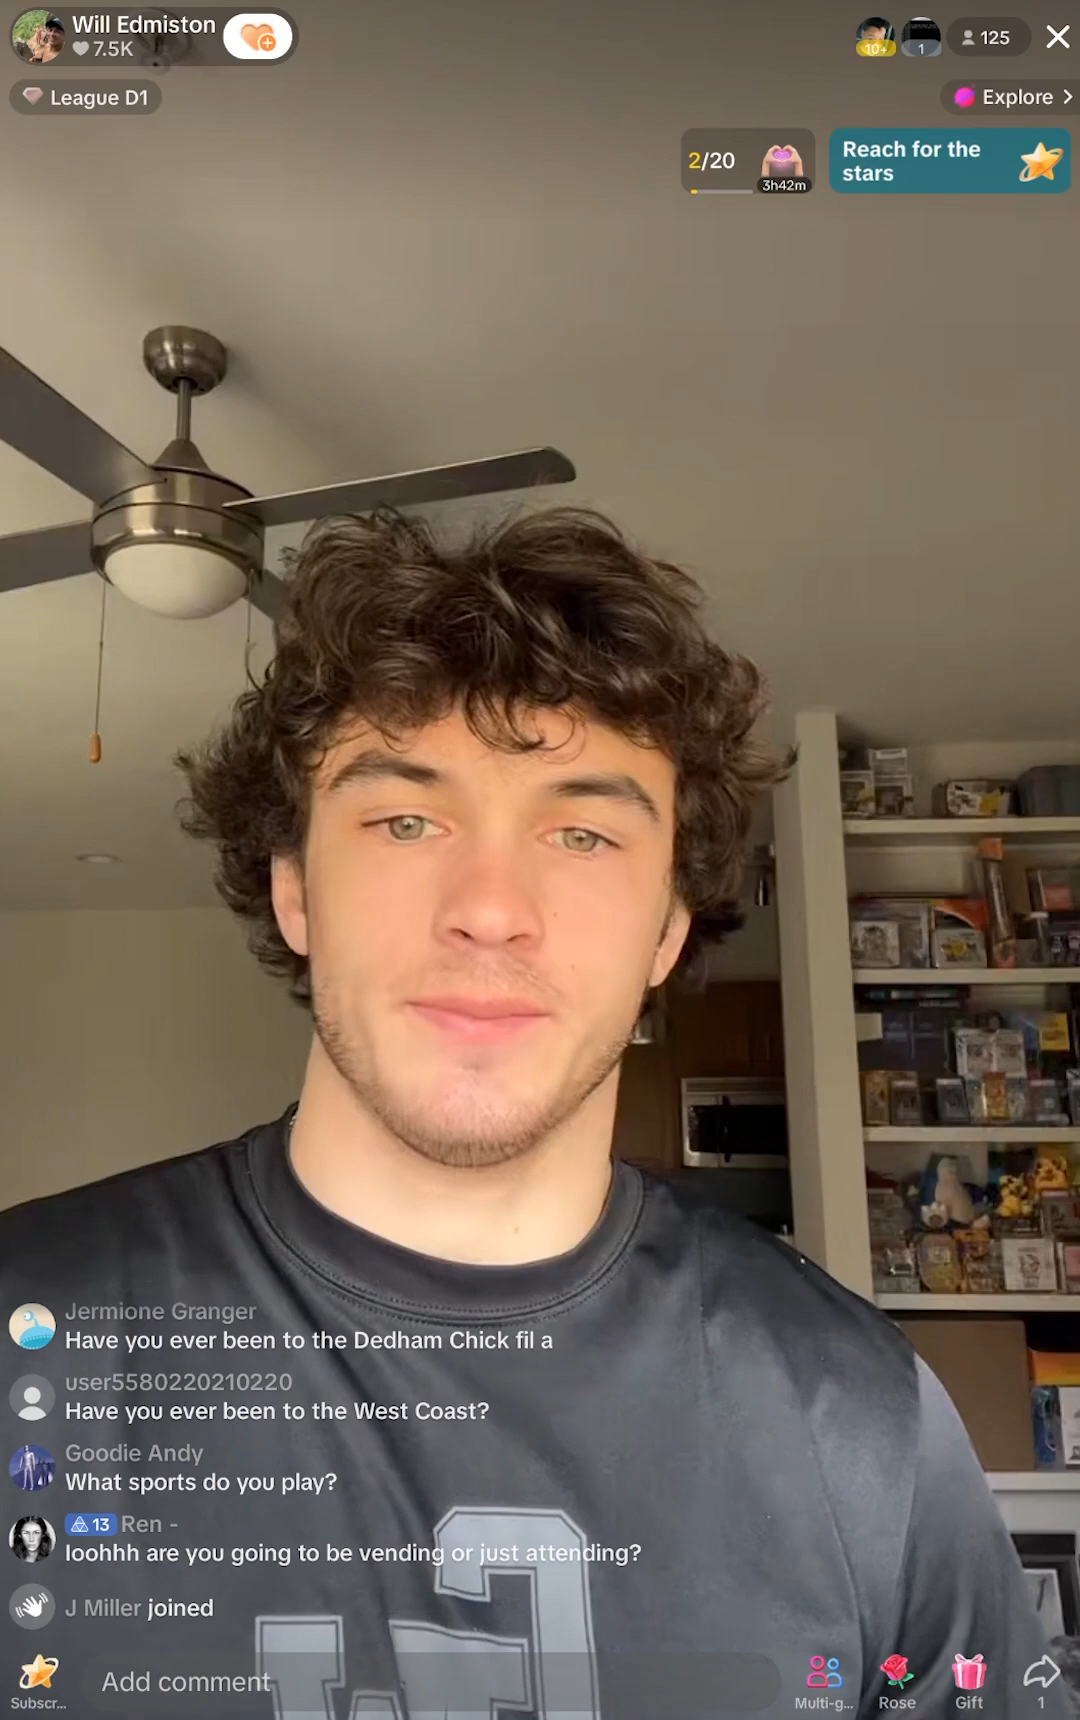 Will Edmiston
7.5K
10+
1
125
League D1
Explore
2/20
3h42m
Reach for the
stars
Jermione Granger
Have you ever been to the Dedham Chick fil a
user5580220210220
Have you ever been to the West Coast?
Goodie Andy
What sports do you play?
13 Ren -
loohhh are you going to be vending or just attending?
J Miller joined
Subscr...
Add comment
Multi-g...
Rose
Gift
1